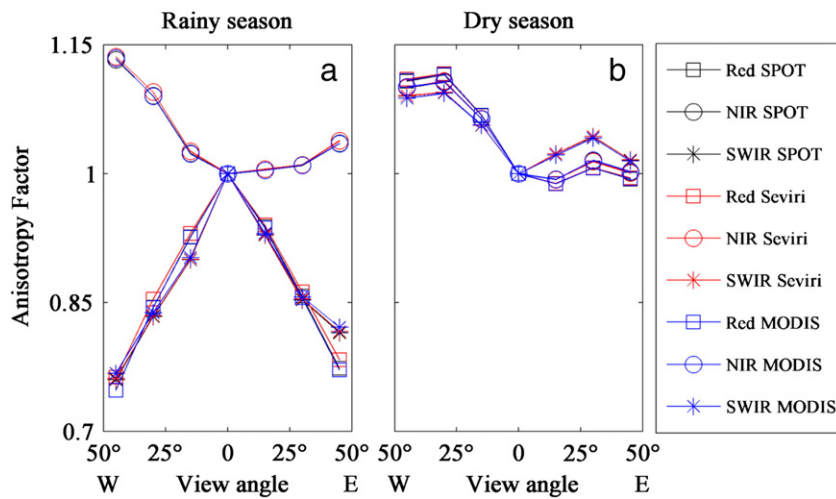 Rainy season
Dry season
1.15
1
0.85
0.7
Anisotropy Factor
a
b
50° 25° 0 25° 50° 25° 0 25° 50°
W View angle E View angle E
Red SPOT
NIR SPOT
SWIR SPOT
Red Seviri
NIR Seviri
SWIR Seviri
Red MODIS
NIR MODIS
SWIR MODIS